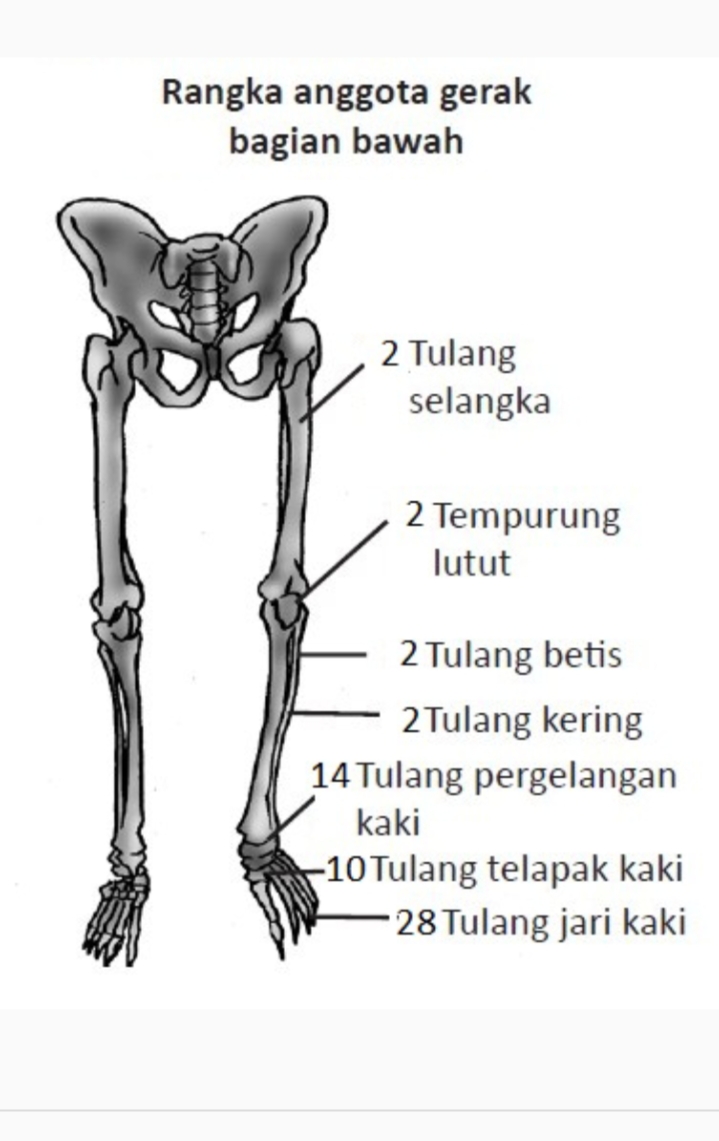 Rangka anggota gerak
bagian bawah
2 Tulang
selangka
2 Tempurung
lutut
2 Tulang betis
2 Tulang kering
14 Tulang pergelangan
kaki
10 Tulang telapak kaki
28 Tulang jari kaki